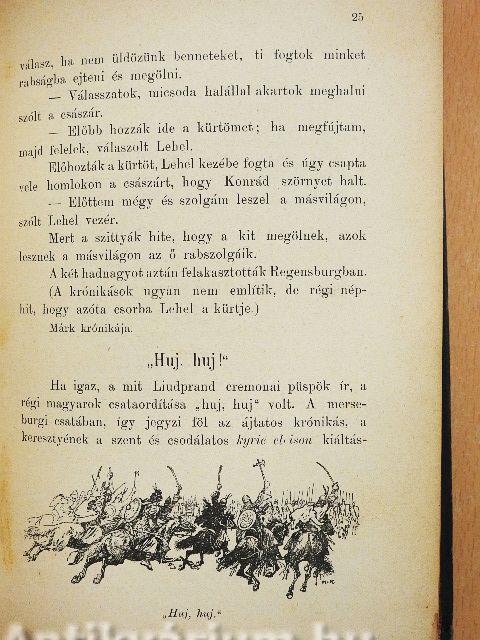 25
válasz, ha nem üldözünk benneteket, ti fogtok minket
rabságba ejteni és megölni.
— Válasszatok, micsoda halállal akartok meghalni
szólt a császár.
— Előbb hozzák ide a kürtömet; ha megfújtam,
majd felelek, válaszolt Lehel.
Előhozták a kürtöt, Lehel kezébe fogta és úgy csapta
vele homlokon a császárt, hogy Konrád szörnyet halt.
— Előttem mégy és szolgám leszel a másvilágon,
szólt Lehel vezér.
Mert a szittyák hite, hogy a kit megölnek, azok
lesznek a másvilágon az ő rabszolgáik.
A két hadnagyot aztán felakasztották Regensburgban.
(A krónikások ugyan nem említik, de régi nép-
hit, hogy azóta csorba Lehel a kürtje.)
Márk krónikája.
„Huj, huj!“
Ha igaz, a mit Liudprand cremonai püspök ír, a
régi magyarok csataordítása „huj, huj“ volt. A merse-
burgi csatában, így jegyzi föl az ájtatos krónikás, a
keresztyének a szent és csodálatos kyrie eleison kiáltás-
„Huj, huj.“
Antikvárium.hu